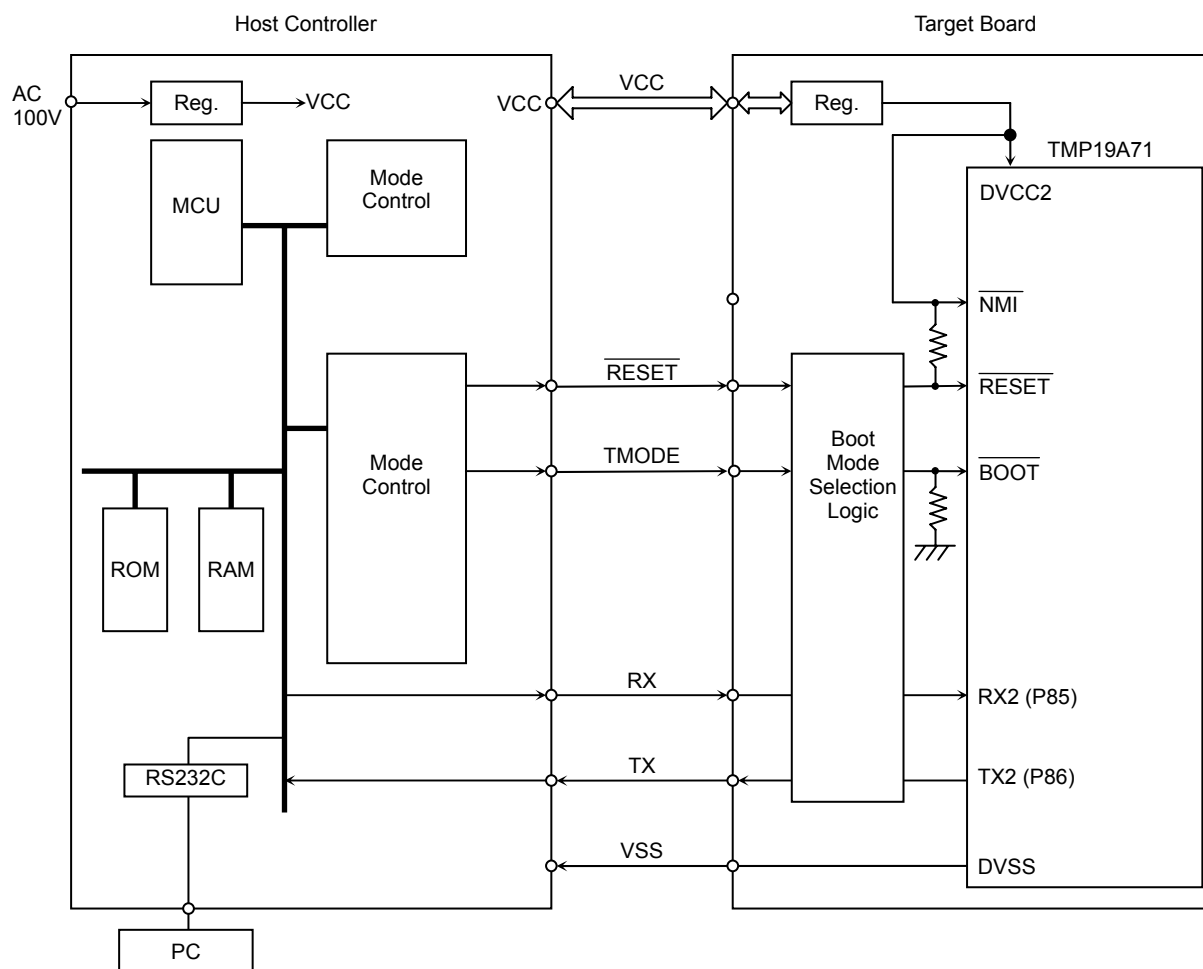 Host Controller
Target Board
AC
100V
Reg.
VCC
VCC
VCC
Reg.
TMP19A71
MCU
Mode
Control
DVCC2
NMI
RESET
RESET
Mode
Control
TMODE
Boot
Mode
Selection
Logic
BOOT
ROM
RAM
RX
RX2 (P85)
RS232C
TX
TX2 (P86)
VSS
DVSS
PC